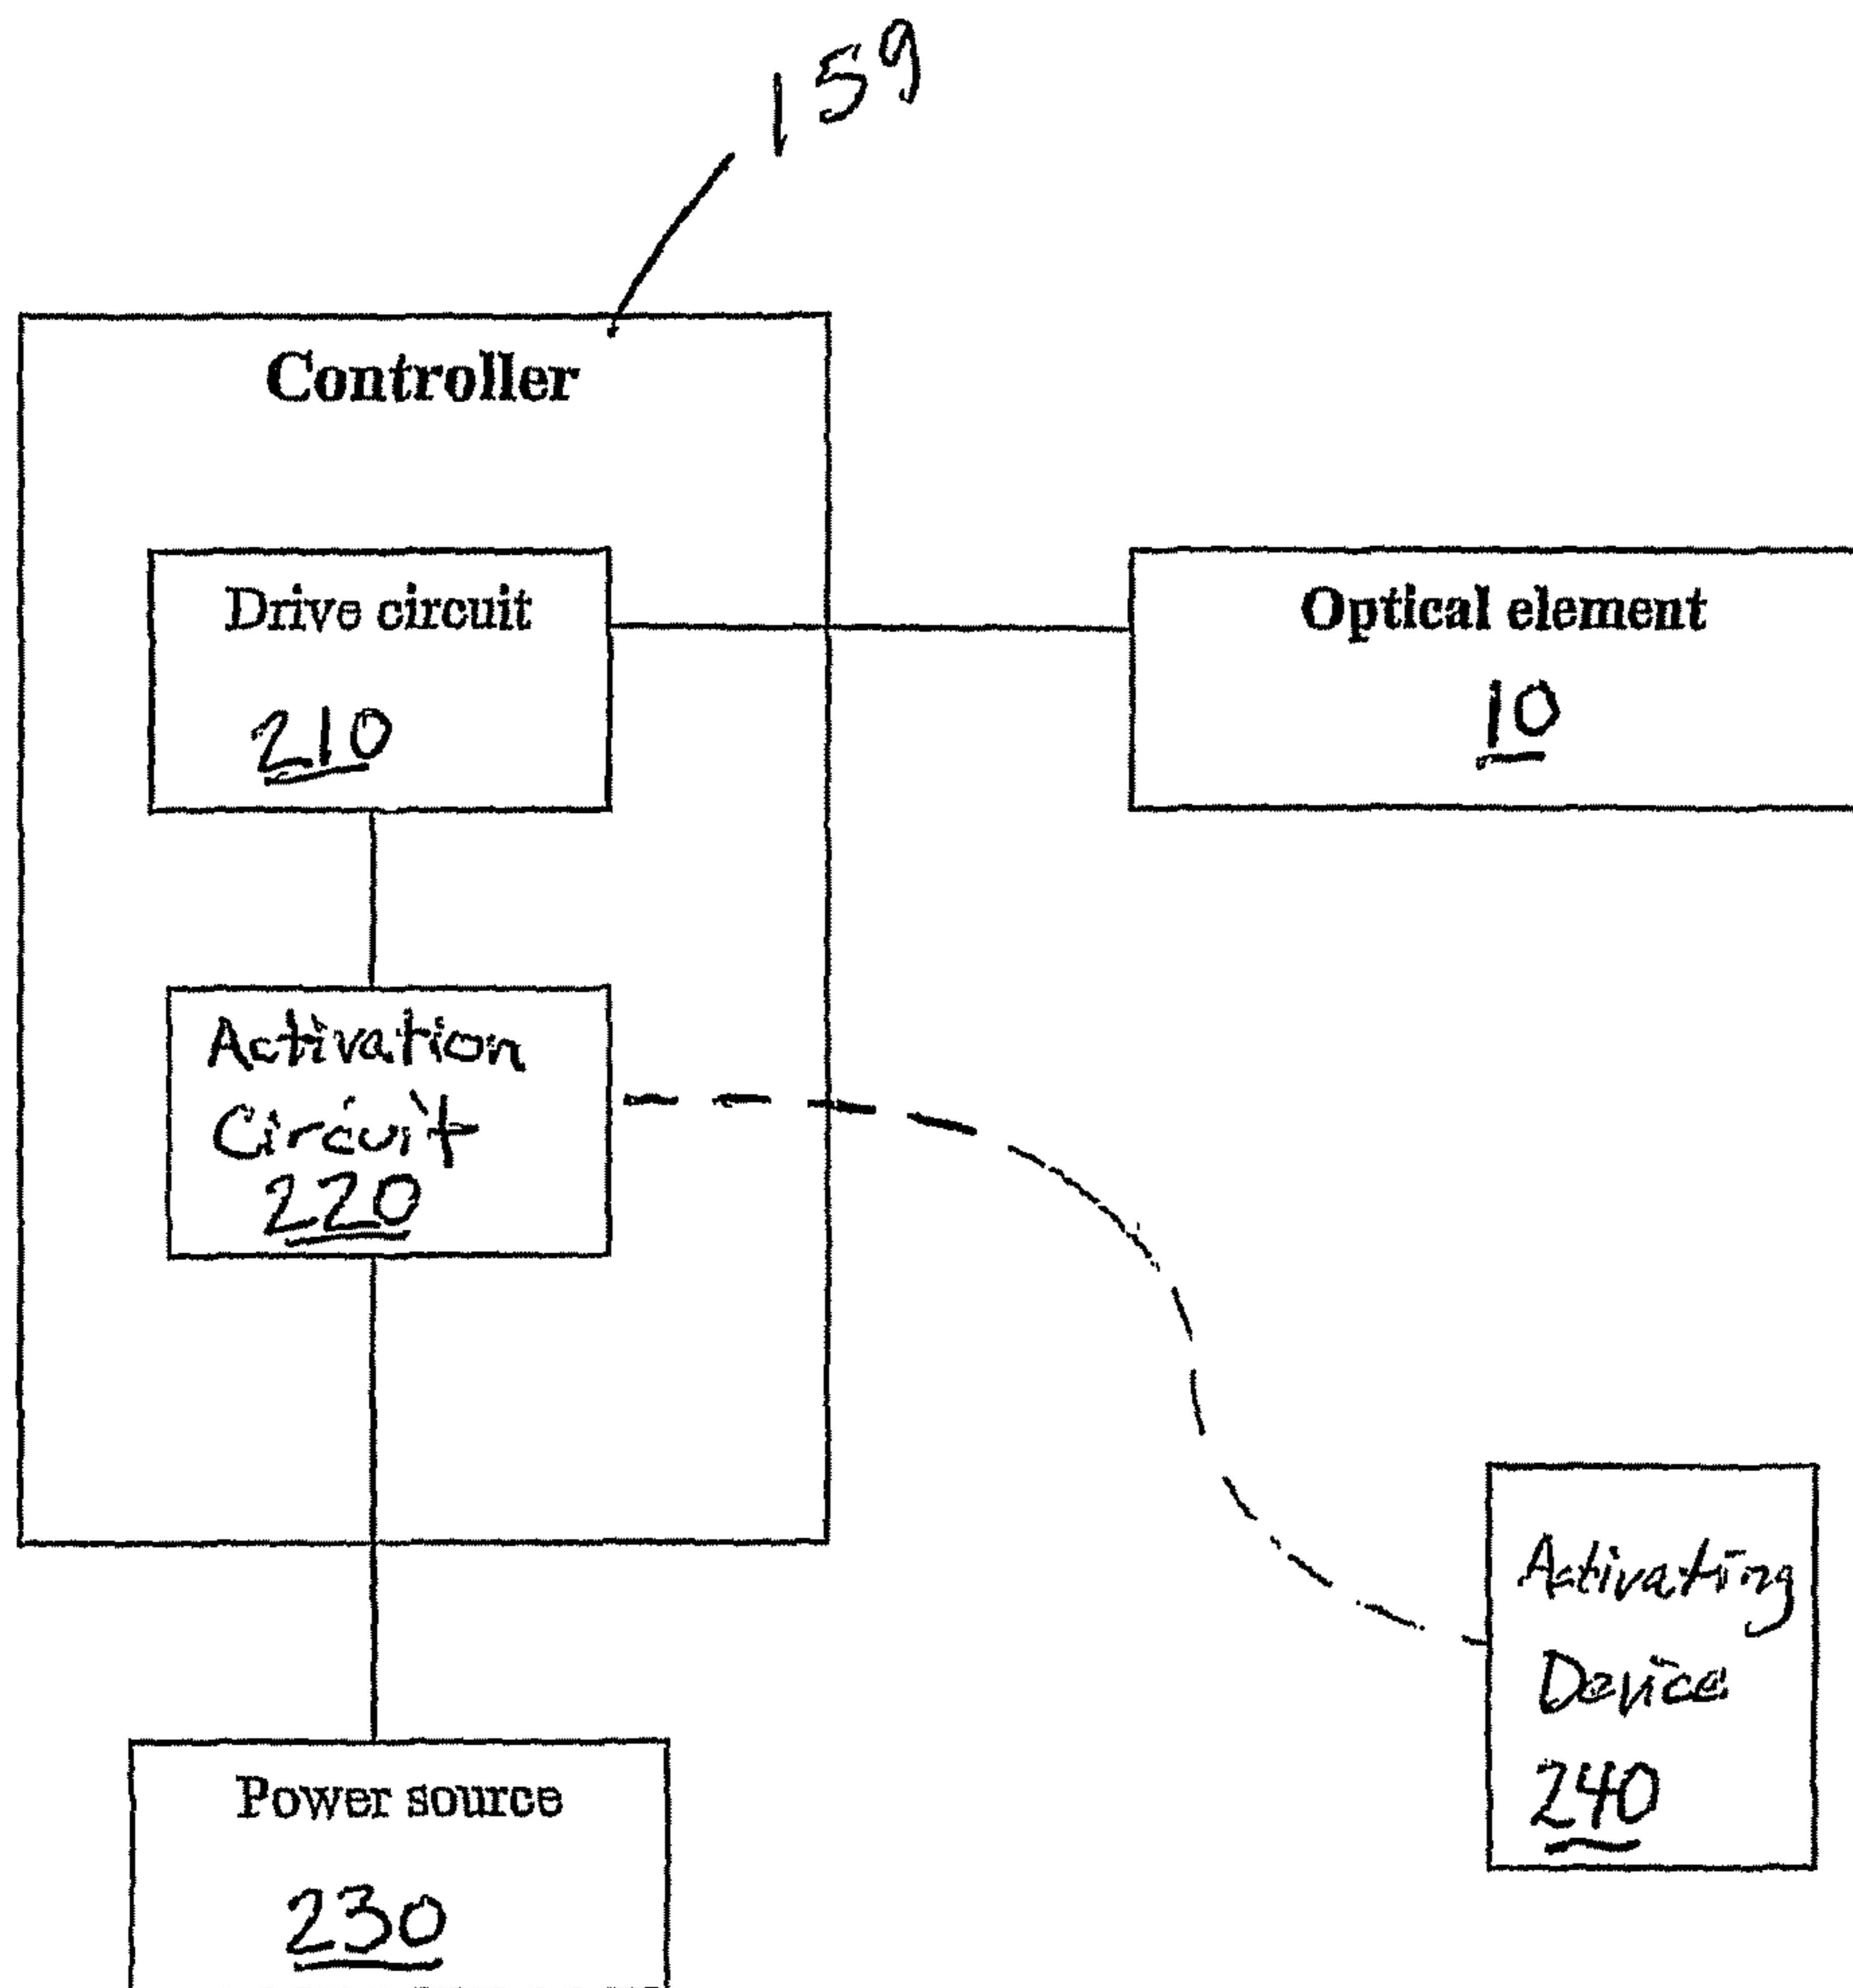 159
Controller
Drive circuit
210
Optical element
10
Activation
Circuit
220
Activating
Device
240
Power source
230